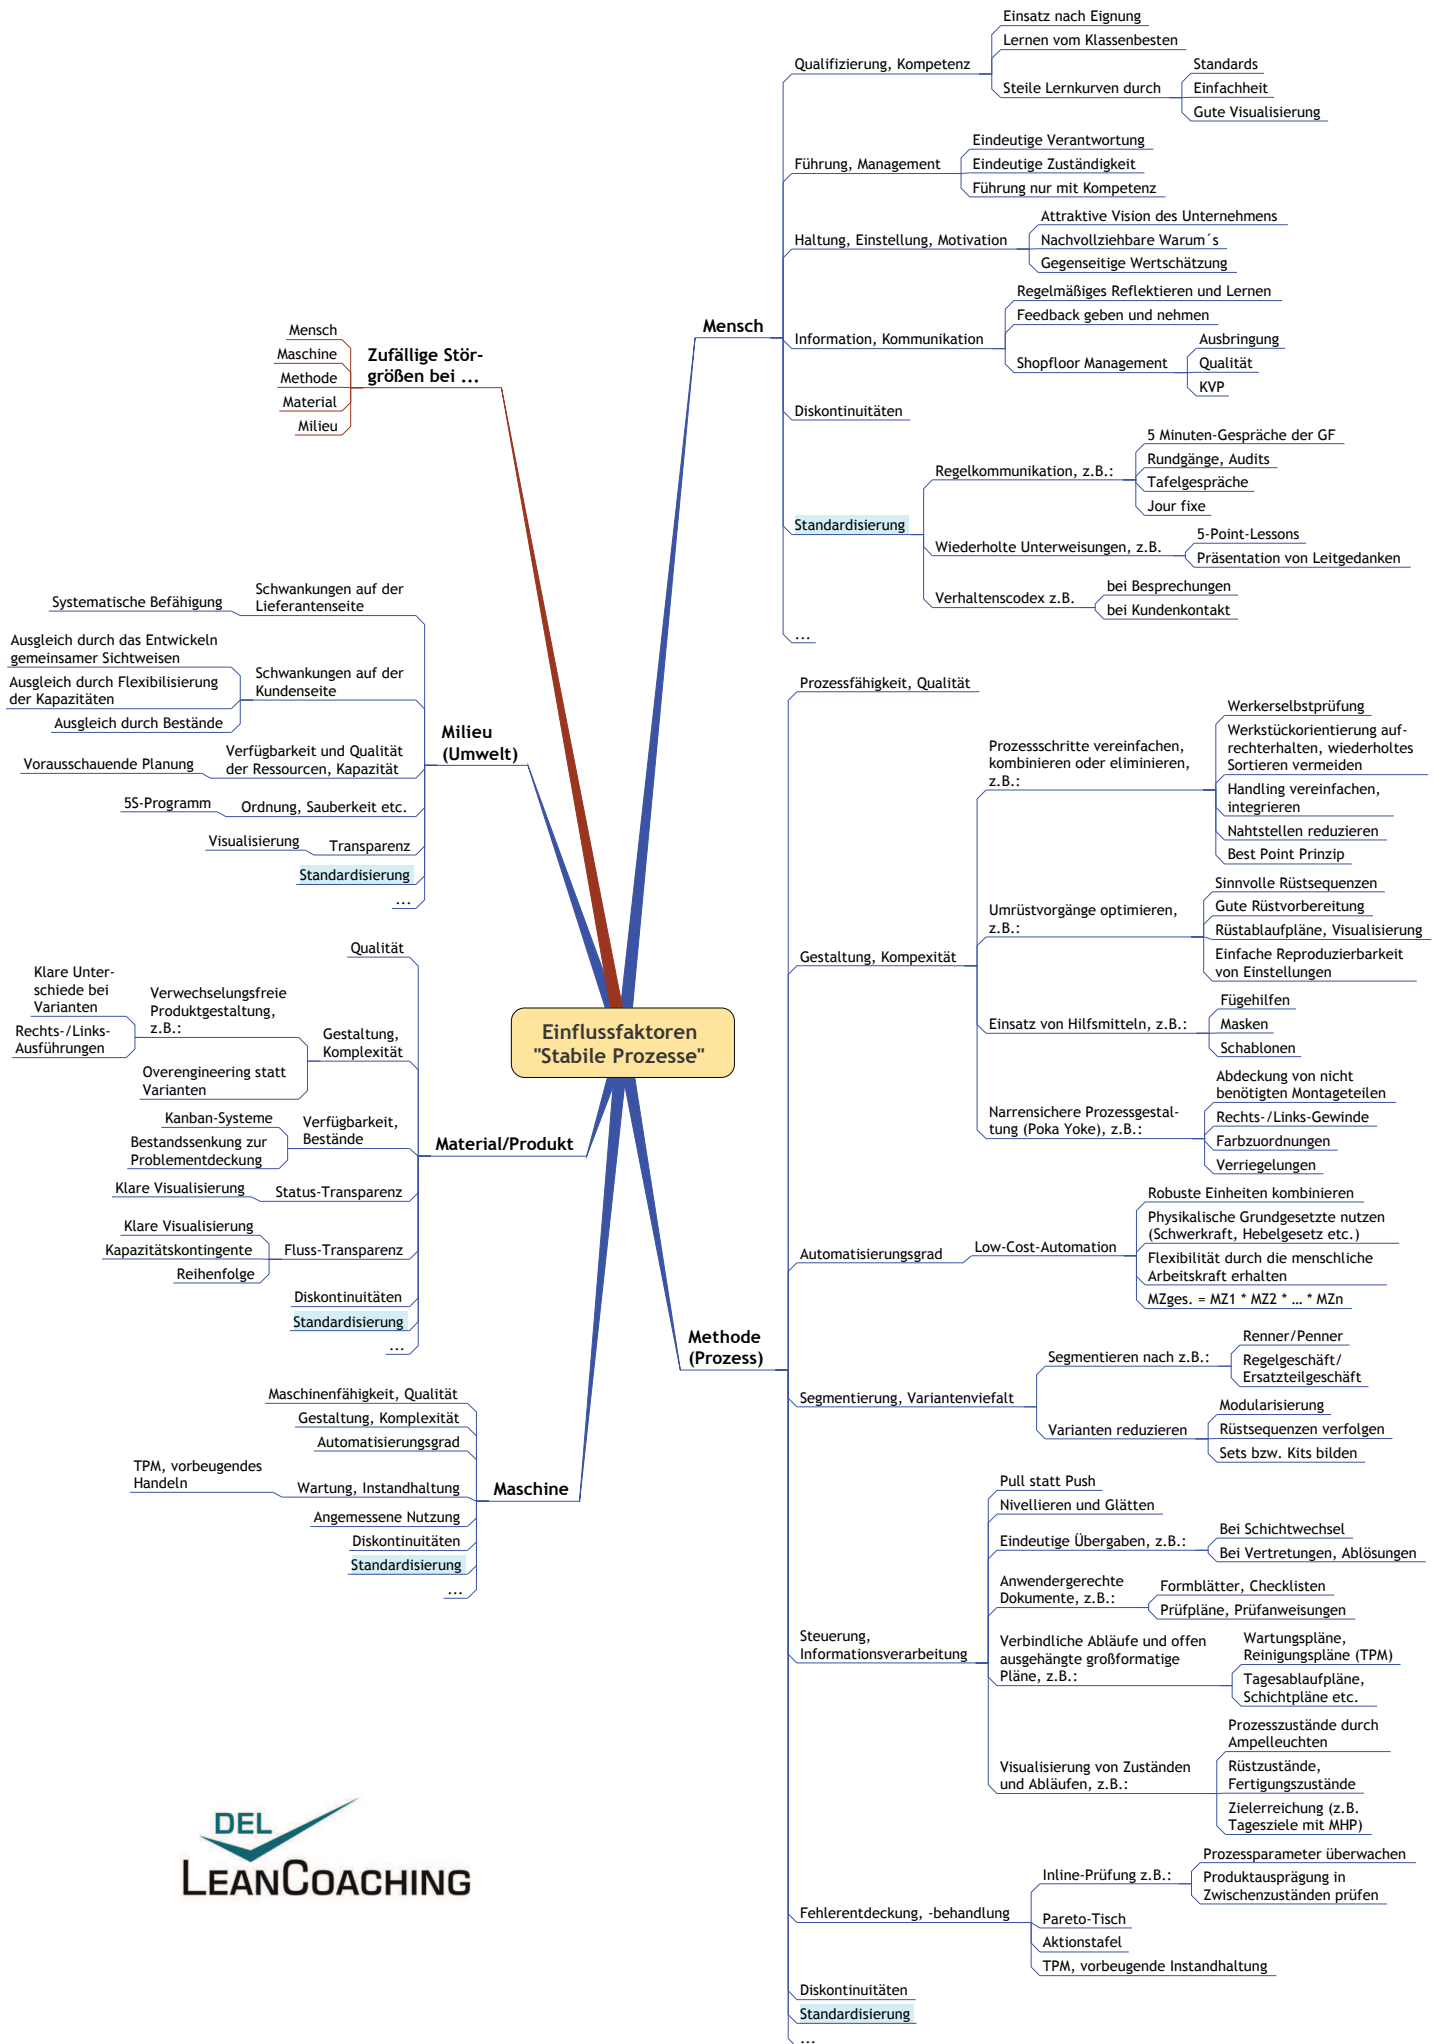 Einflussfaktoren
"Stabile Prozesse"
Mensch
Qualifizierung, Kompetenz
Einsatz nach Eignung
Lernen vom Klassenbesten
Steile Lernkurven durch
Standards
Einfachheit
Gute Visualisierung
Führung, Management
Eindeutige Verantwortung
Eindeutige Zuständigkeit
Führung nur mit Kompetenz
Haltung, Einstellung, Motivation
Attraktive Vision des Unternehmens
Nachvollziehbare Warum´s
Gegenseitige Wertschätzung
Information, Kommunikation
Regelmäßiges Reflektieren und Lernen
Feedback geben und nehmen
Shopfloor Management
Ausbringung
Qualität
KVP
Diskontinuitäten
Standardisierung
Regelkommunikation, z.B.:
5 Minuten-Gespräche der GF
Rundgänge, Audits
Tafelgespräche
Jour fixe
Wiederholte Unterweisungen, z.B.
5-Point-Lessons
Präsentation von Leitgedanken
Verhaltenscodex z.B.
bei Besprechungen
bei Kundenkontakt
...
Methode
(Prozess)
Prozessfähigkeit, Qualität
Gestaltung, Kompexität
Prozessschritte vereinfachen,
kombinieren oder eliminieren,
z.B.:
Werkerselbstprüfung
Werkstückorientierung auf-
rechterhalten, wiederholtes
Sortieren vermeiden
Handling vereinfachen,
integrieren
Nahtstellen reduzieren
Best Point Prinzip
Umrüstvorgänge optimieren,
z.B.:
Sinnvolle Rüstsequenzen
Gute Rüstvorbereitung
Rüstablaufpläne, Visualisierung
Einfache Reproduzierbarkeit
von Einstellungen
Einsatz von Hilfsmitteln, z.B.:
Fügehilfen
Masken
Schablonen
Narrensichere Prozessgestal-
tung (Poka Yoke), z.B.:
Abdeckung von nicht
benötigten Montageteilen
Rechts-/Links-Gewinde
Farbzuordnungen
Verriegelungen
Automatisierungsgrad
Low-Cost-Automation
Robuste Einheiten kombinieren
Physikalische Grundgesetzte nutzen
(Schwerkraft, Hebelgesetz etc.)
Flexibilität durch die menschliche
Arbeitskraft erhalten
MZges. = MZ1 * MZ2 * … * MZn
Segmentierung, Variantenviefalt
Segmentieren nach z.B.:
Renner/Penner
Regelgeschäft/
Ersatzteilgeschäft
Varianten reduzieren
Modularisierung
Rüstsequenzen verfolgen
Sets bzw. Kits bilden
Steuerung,
Informationsverarbeitung
Pull statt Push
Nivellieren und Glätten
Eindeutige Übergaben, z.B.:
Bei Schichtwechsel
Bei Vertretungen, Ablösungen
Anwendergerechte
Dokumente, z.B.:
Formblätter, Checklisten
Prüfpläne, Prüfanweisungen
Verbindliche Abläufe und offen
ausgehängte großformatige
Pläne, z.B.:
Wartungspläne,
Reinigungspläne (TPM)
Tagesablaufpläne,
Schichtpläne etc.
Visualisierung von Zuständen
und Abläufen, z.B.:
Prozesszustände durch
Ampelleuchten
Rüstzustände,
Fertigungszustände
Zielerreichung (z.B.
Tagesziele mit MHP)
Fehlerentdeckung, -behandlung
Inline-Prüfung z.B.:
Prozessparameter überwachen
Produktausprägung in
Zwischenzuständen prüfen
Pareto-Tisch
Aktionstafel
TPM, vorbeugende Instandhaltung
Diskontinuitäten
Standardisierung
...
Zufällige Stör-
größen bei ...
Mensch
Maschine
Methode
Material
Milieu
Milieu
(Umwelt)
Schwankungen auf der
Lieferantenseite
Systematische Befähigung
Schwankungen auf der
Kundenseite
Ausgleich durch das Entwickeln
gemeinsamer Sichtweisen
Ausgleich durch Flexibilisierung
der Kapazitäten
Ausgleich durch Bestände
Verfügbarkeit und Qualität
der Ressourcen, Kapazität
Vorausschauende Planung
Ordnung, Sauberkeit etc.
5S-Programm
Transparenz
Visualisierung
Standardisierung
...
Material/Produkt
Qualität
Gestaltung,
Komplexität
Verwechselungsfreie
Produktgestaltung,
z.B.:
Klare Unter-
schiede bei
Varianten
Rechts-/Links-
Ausführungen
Overengineering statt
Varianten
Verfügbarkeit,
Bestände
Kanban-Systeme
Bestandssenkung zur
Problementdeckung
Status-Transparenz
Klare Visualisierung
Fluss-Transparenz
Klare Visualisierung
Kapazitätskontingente
Reihenfolge
Diskontinuitäten
Standardisierung
...
Maschine
Maschinenfähigkeit, Qualität
Gestaltung, Komplexität
Automatisierungsgrad
Wartung, Instandhaltung
TPM, vorbeugendes
Handeln
Angemessene Nutzung
Diskontinuitäten
Standardisierung
...
DEL
LEANCOACHING